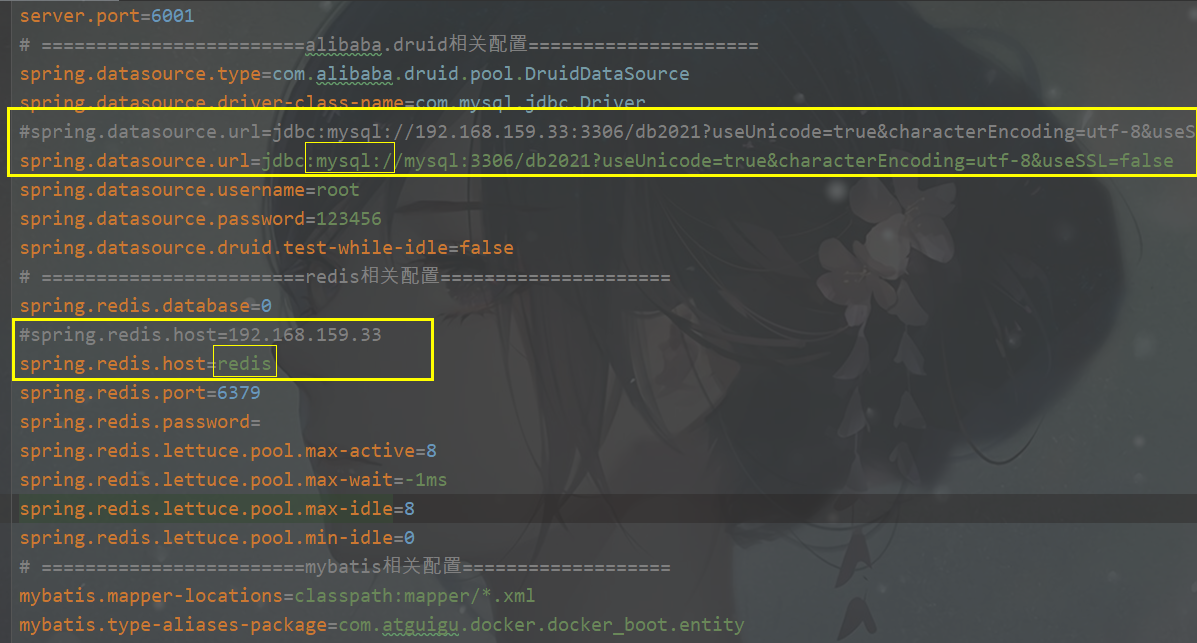 server.port=6001
# ========================alibaba.druid相关配置=====================
spring.datasource.type=com.alibaba.druid.pool.DruidDataSource
spring.datasource.driver-class-name=com.mysql.jdbc.Driver
#spring.datasource.url=jdbc:mysql://192.168.159.33:3306/db2021?useUnicode=true&characterEncoding=utf-8&useS
spring.datasource.url=jdbc:mysql://mysql:3306/db2021?useUnicode=true&characterEncoding=utf-8&useSSL=false
spring.datasource.username=root
spring.datasource.password=123456
spring.datasource.druid.test-while-idle=false
# ========================redis相关配置=====================
spring.redis.database=0
#spring.redis.host=192.168.159.33
spring.redis.host=redis
spring.redis.port=6379
spring.redis.password=
spring.redis.lettuce.pool.max-active=8
spring.redis.lettuce.pool.max-wait=-1ms
spring.redis.lettuce.pool.max-idle=8
spring.redis.lettuce.pool.min-idle=0
# ========================mybatis相关配置===================
mybatis.mapper-locations=classpath:mapper/*.xml
mybatis.type-aliases-package=com.atguigu.docker.docker_boot.entity